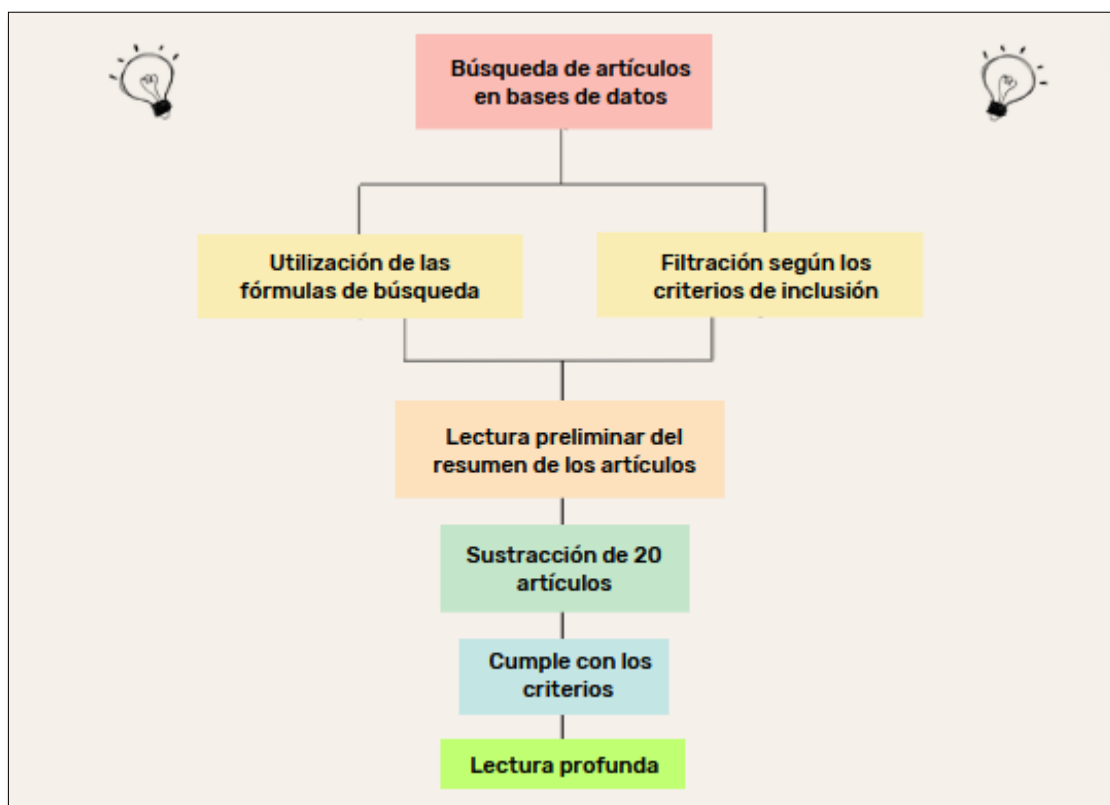 Búsqueda de artículos
en bases de datos
Utilización de las
fórmulas de búsqueda
Filtración según los
criterios de inclusión
Lectura preliminar del
resumen de los artículos
Sustracción de 20
artículos
Cumple con los
criterios
Lectura profunda